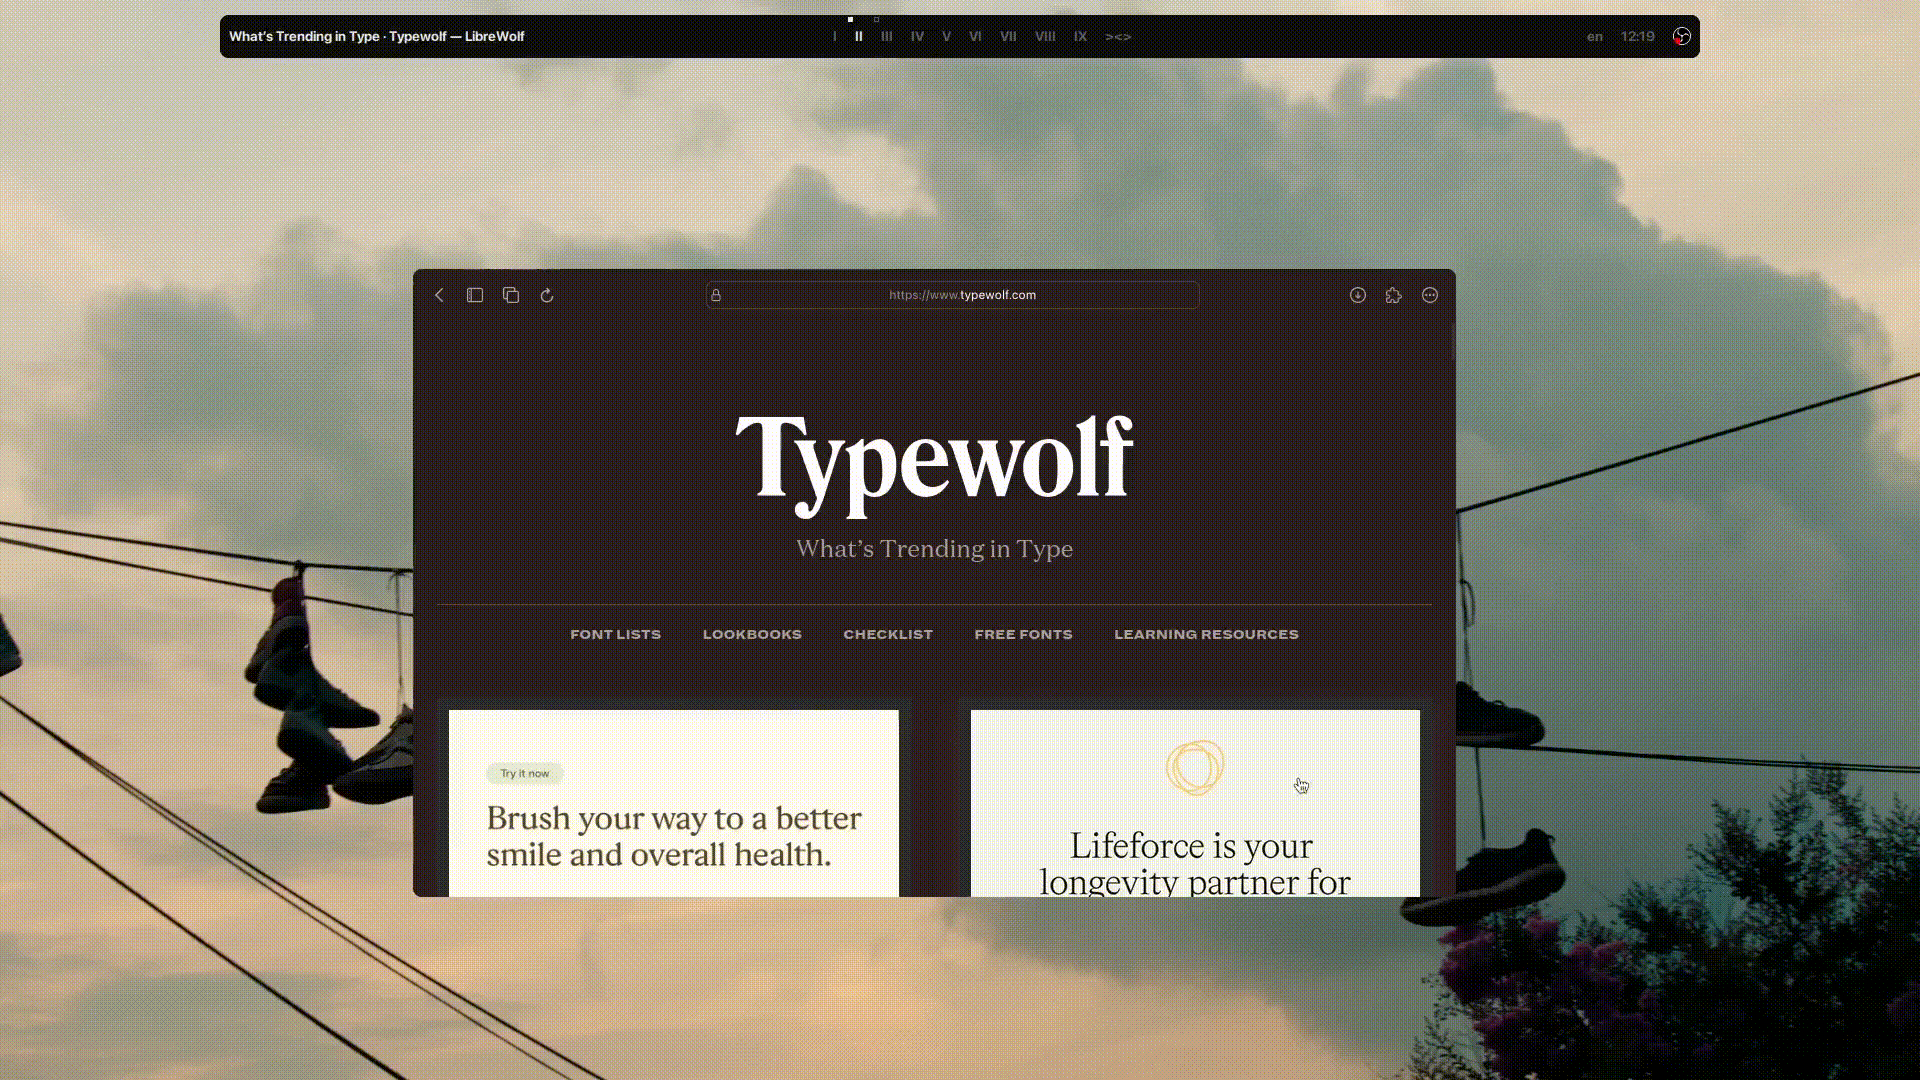 What's Trending in Type · Typewolf — LibreWolf
I II III IV V VI VII VIII IX ><>
en 12:19
https://www.typewolf.com
Typewolf
What's Trending in Type
FONT LISTS LOOKBOOKS CHECKLIST FREE FONTS LEARNING RESOURCES
Try it now
Brush your way to a better
smile and overall health.
Lifeforce is your
longevity partner for